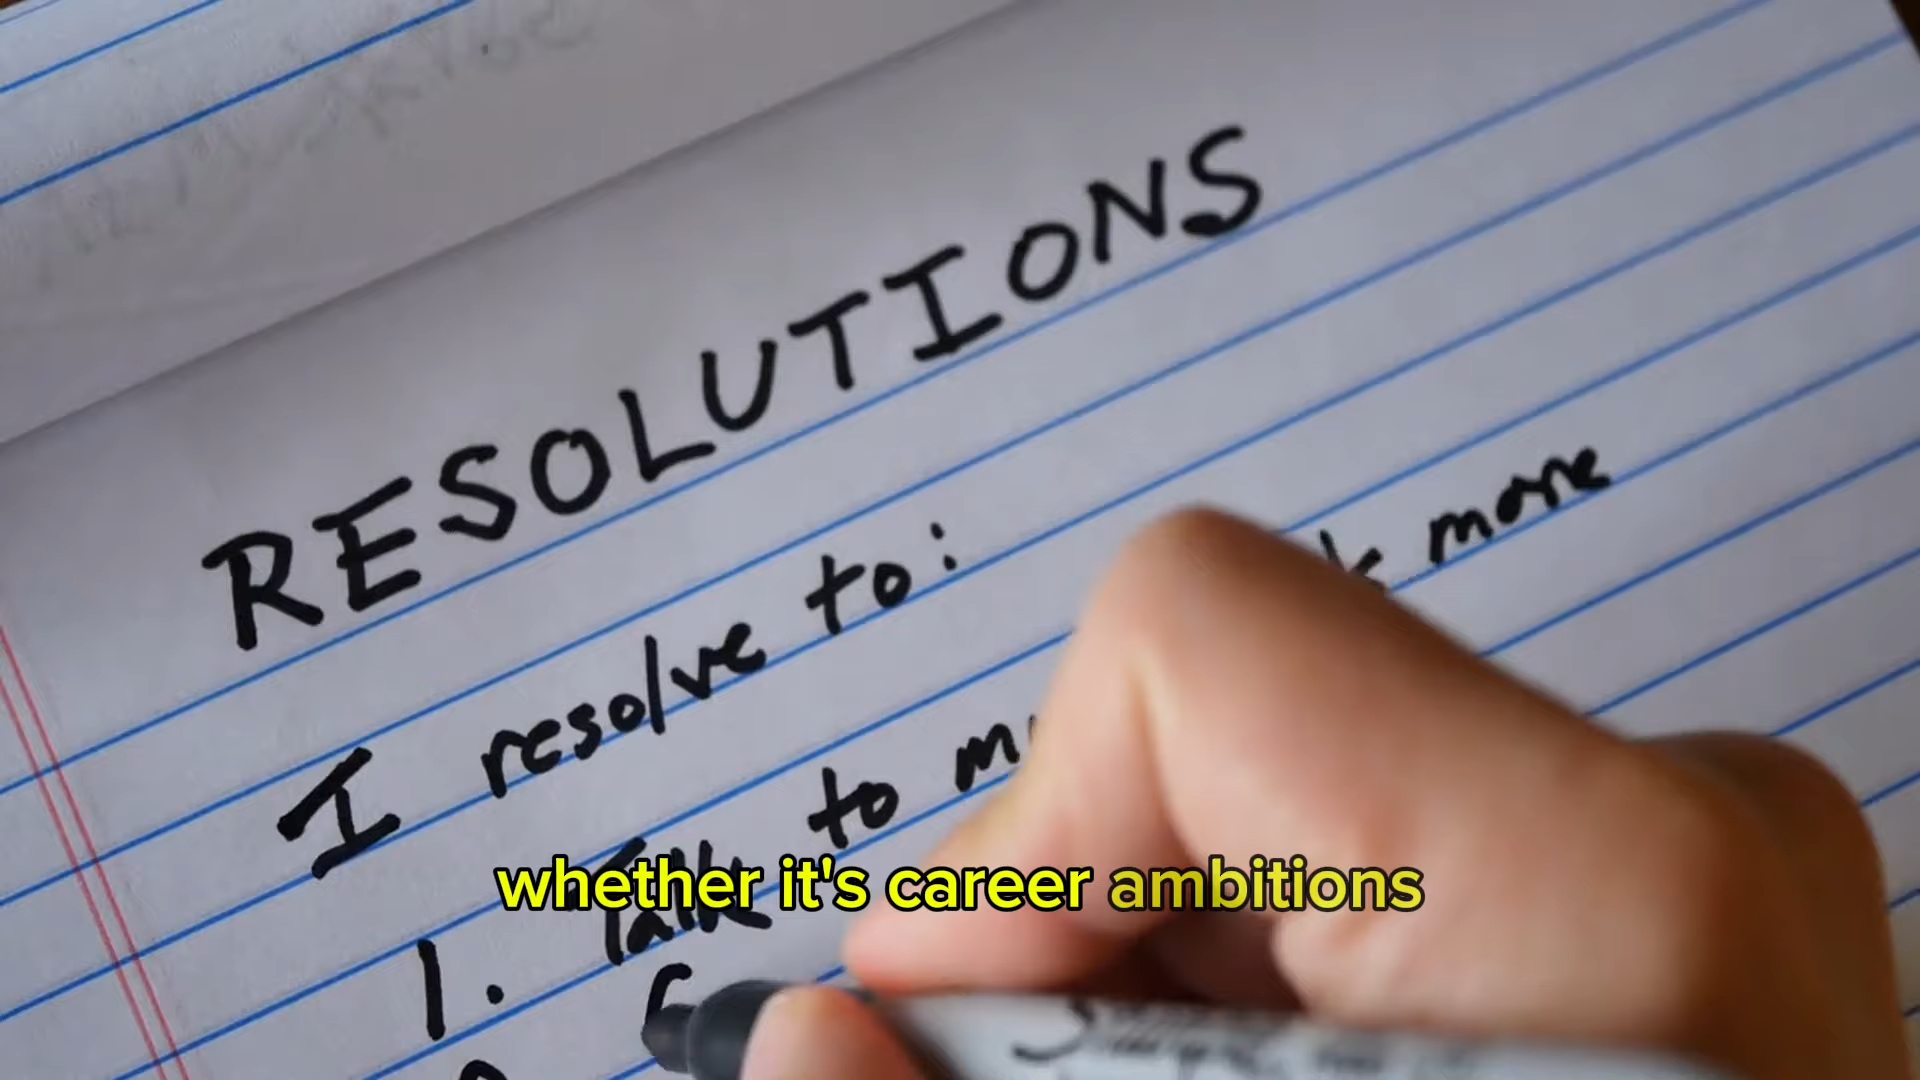 RESOLUTIONS
I resolve to:
1. Talk to more
whether it's career ambitions